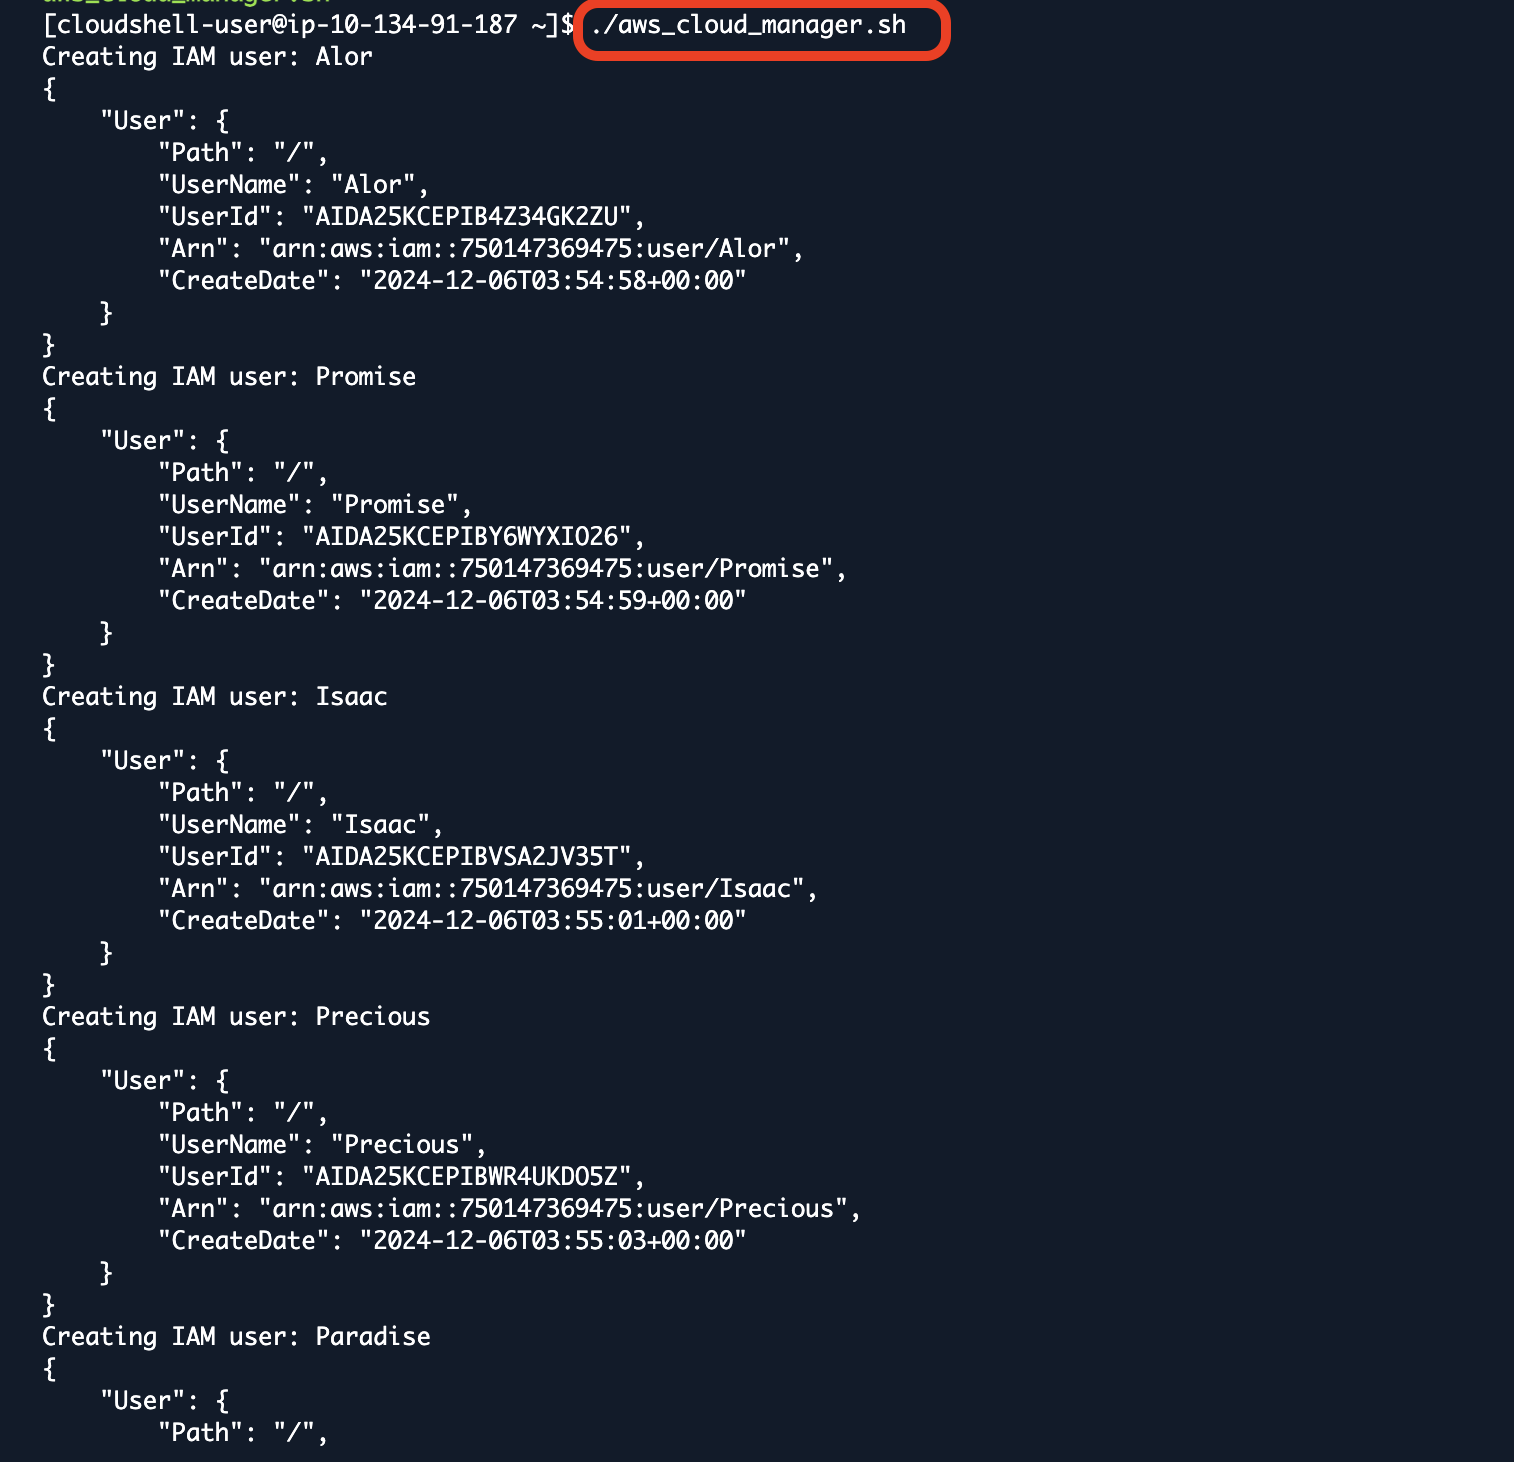 [cloudshell-user@ip-10-134-91-187 ~]$ ./aws_cloud_manager.sh
Creating IAM user: Alor
{
    "User": {
        "Path": "/",
        "UserName": "Alor",
        "UserId": "AIDA25KCEPIB4Z34GK2ZU",
        "Arn": "arn:aws:iam::750147369475:user/Alor",
        "CreateDate": "2024-12-06T03:54:58+00:00"
    }
}
Creating IAM user: Promise
{
    "User": {
        "Path": "/",
        "UserName": "Promise",
        "UserId": "AIDA25KCEPIBY6WYXIO26",
        "Arn": "arn:aws:iam::750147369475:user/Promise",
        "CreateDate": "2024-12-06T03:54:59+00:00"
    }
}
Creating IAM user: Isaac
{
    "User": {
        "Path": "/",
        "UserName": "Isaac",
        "UserId": "AIDA25KCEPIBVSA2JV35T",
        "Arn": "arn:aws:iam::750147369475:user/Isaac",
        "CreateDate": "2024-12-06T03:55:01+00:00"
    }
}
Creating IAM user: Precious
{
    "User": {
        "Path": "/",
        "UserName": "Precious",
        "UserId": "AIDA25KCEPIBWR4UKDO5Z",
        "Arn": "arn:aws:iam::750147369475:user/Precious",
        "CreateDate": "2024-12-06T03:55:03+00:00"
    }
}
Creating IAM user: Paradise
{
    "User": {
        "Path": "/",